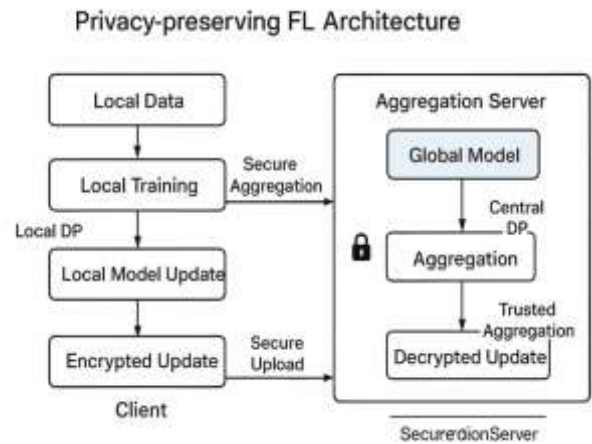 Privacy-preserving FL Architecture
Local Data
Local Training
Local DP
Local Model Update
Encrypted Update
Client
Secure
Aggregation
Secure
Upload
Aggregation Server
Global Model
Central
DP
Aggregation
Trusted
Aggregation
Decrypted Update